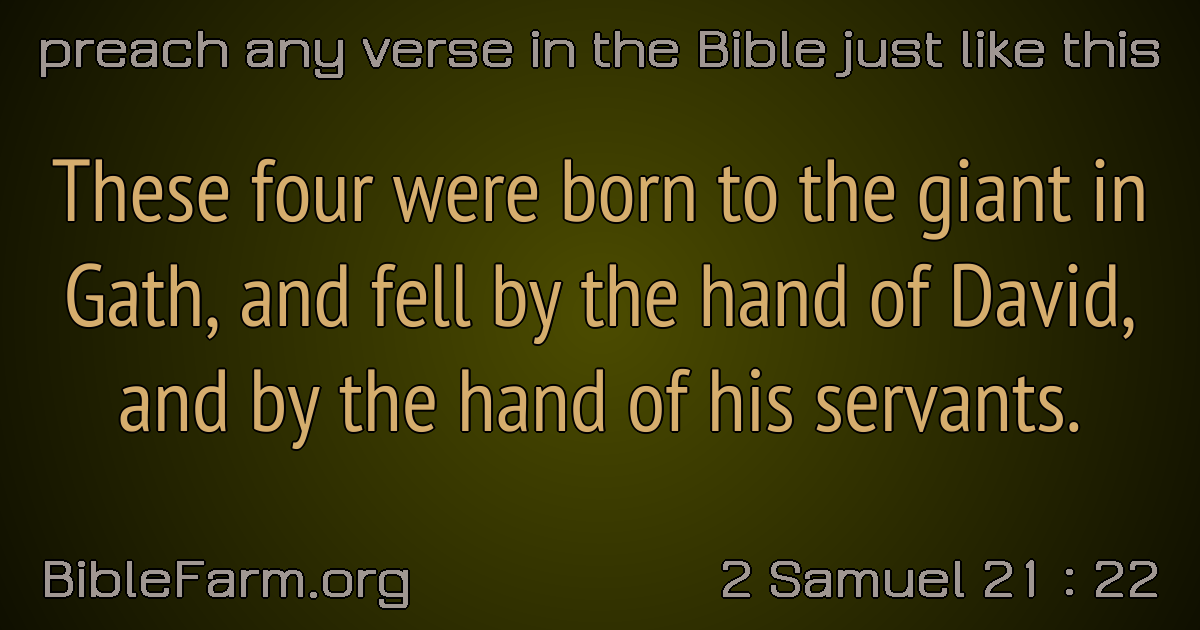 preach any verse in the Bible just like this
These four were born to the giant in
Gath, and fell by the hand of David,
and by the hand of his servants.
BibleFarm.org
2 Samuel 21 : 22